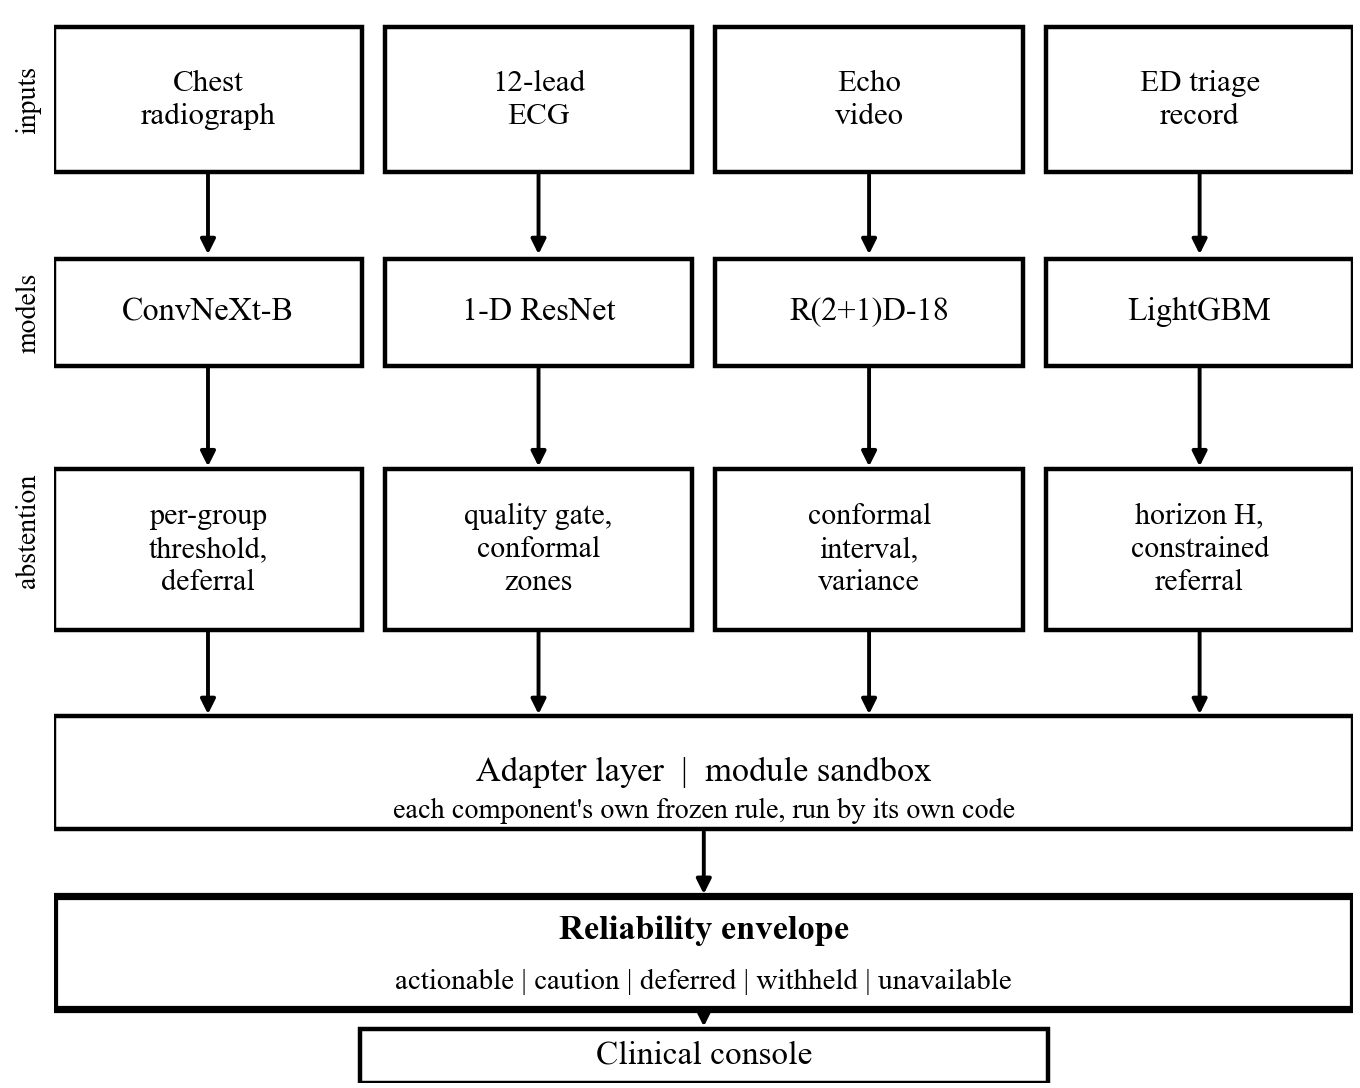 inputs
Chest
radiograph
12-lead
ECG
Echo
video
ED triage
record
models
ConvNeXt-B
1-D ResNet
R(2+1)D-18
LightGBM
abstention
per-group
threshold,
deferral
quality gate,
conformal
zones
conformal
interval,
variance
horizon H,
constrained
referral
Adapter layer | module sandbox
each component's own frozen rule, run by its own code
Reliability envelope
actionable | caution | deferred | withheld | unavailable
Clinical console